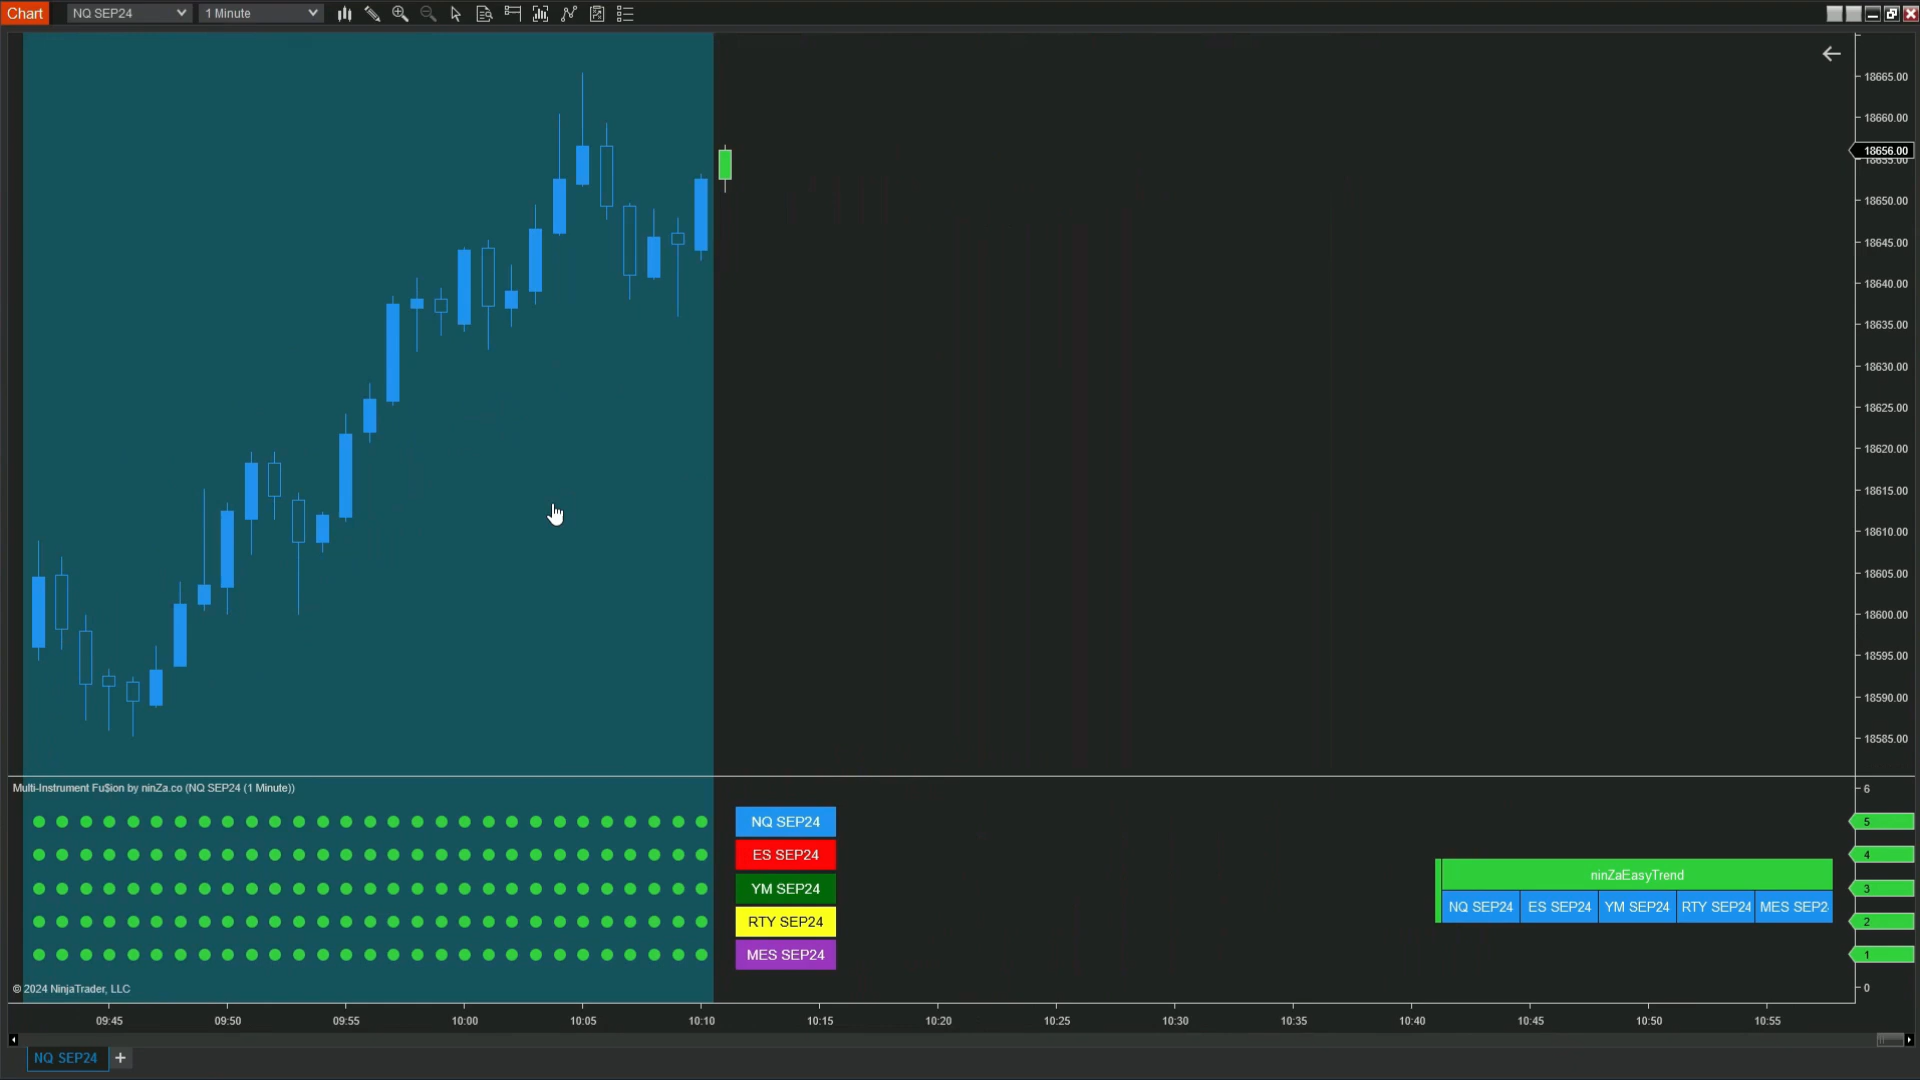 Chart NQ SEP24 1 Minute
18665.00
18660.00
18656.00
18650.00
18645.00
18640.00
18635.00
18630.00
18625.00
18620.00
18615.00
18610.00
18605.00
18600.00
18595.00
18590.00
18585.00
Multi-Instrument Fu$ion by ninZa.co (NQ SEP24 (1 Minute))
6
NQ SEP24
5
ES SEP24
4
ninZaEasyTrend
YM SEP24
3
NQ SEP24 ES SEP24 YM SEP24 RTY SEP24 MES SEP2
RTY SEP24
2
MES SEP24
1
© 2024 NinjaTrader, LLC
0
09:45 09:50 09:55 10:00 10:05 10:10 10:15 10:20 10:25 10:30 10:35 10:40 10:45 10:50 10:55
NQ SEP24 +